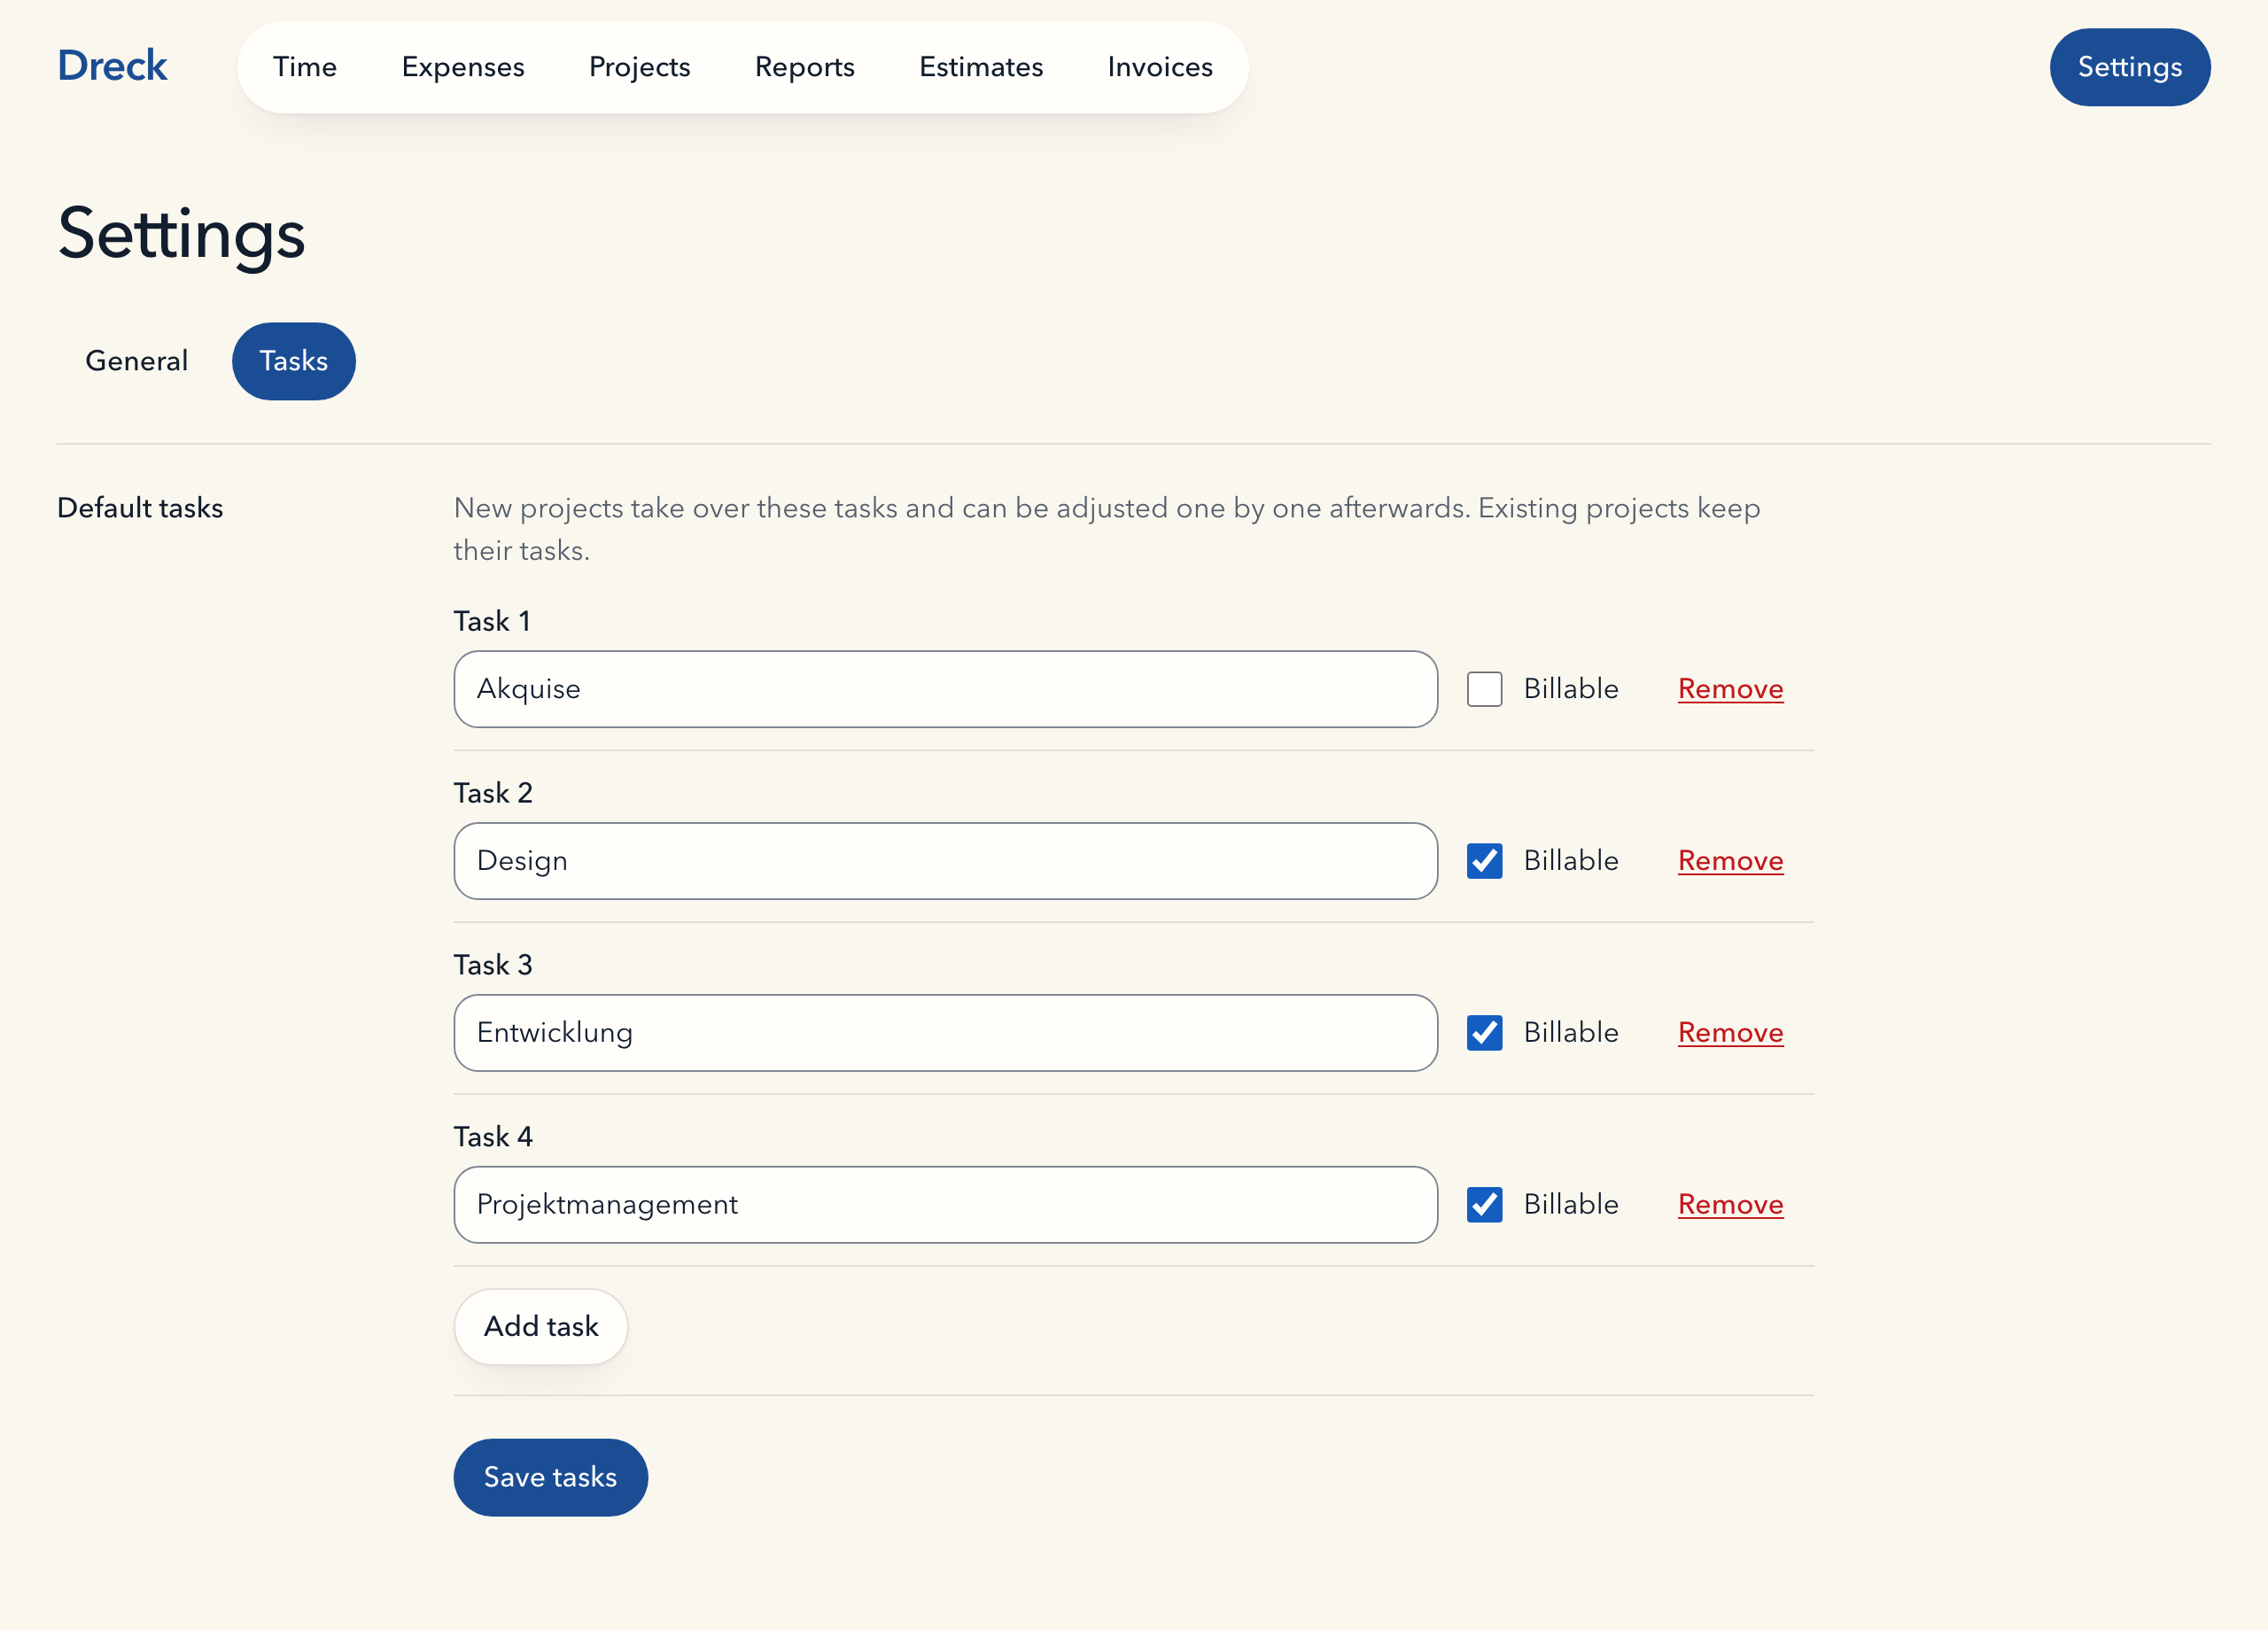 Dreck
Time Expenses Projects Reports Estimates Invoices
Settings
Settings
General Tasks
Default tasks
New projects take over these tasks and can be adjusted one by one afterwards. Existing projects keep
their tasks.
Task 1
Akquise Billable Remove
Task 2
Design Billable Remove
Task 3
Entwicklung Billable Remove
Task 4
Projektmanagement Billable Remove
Add task
Save tasks